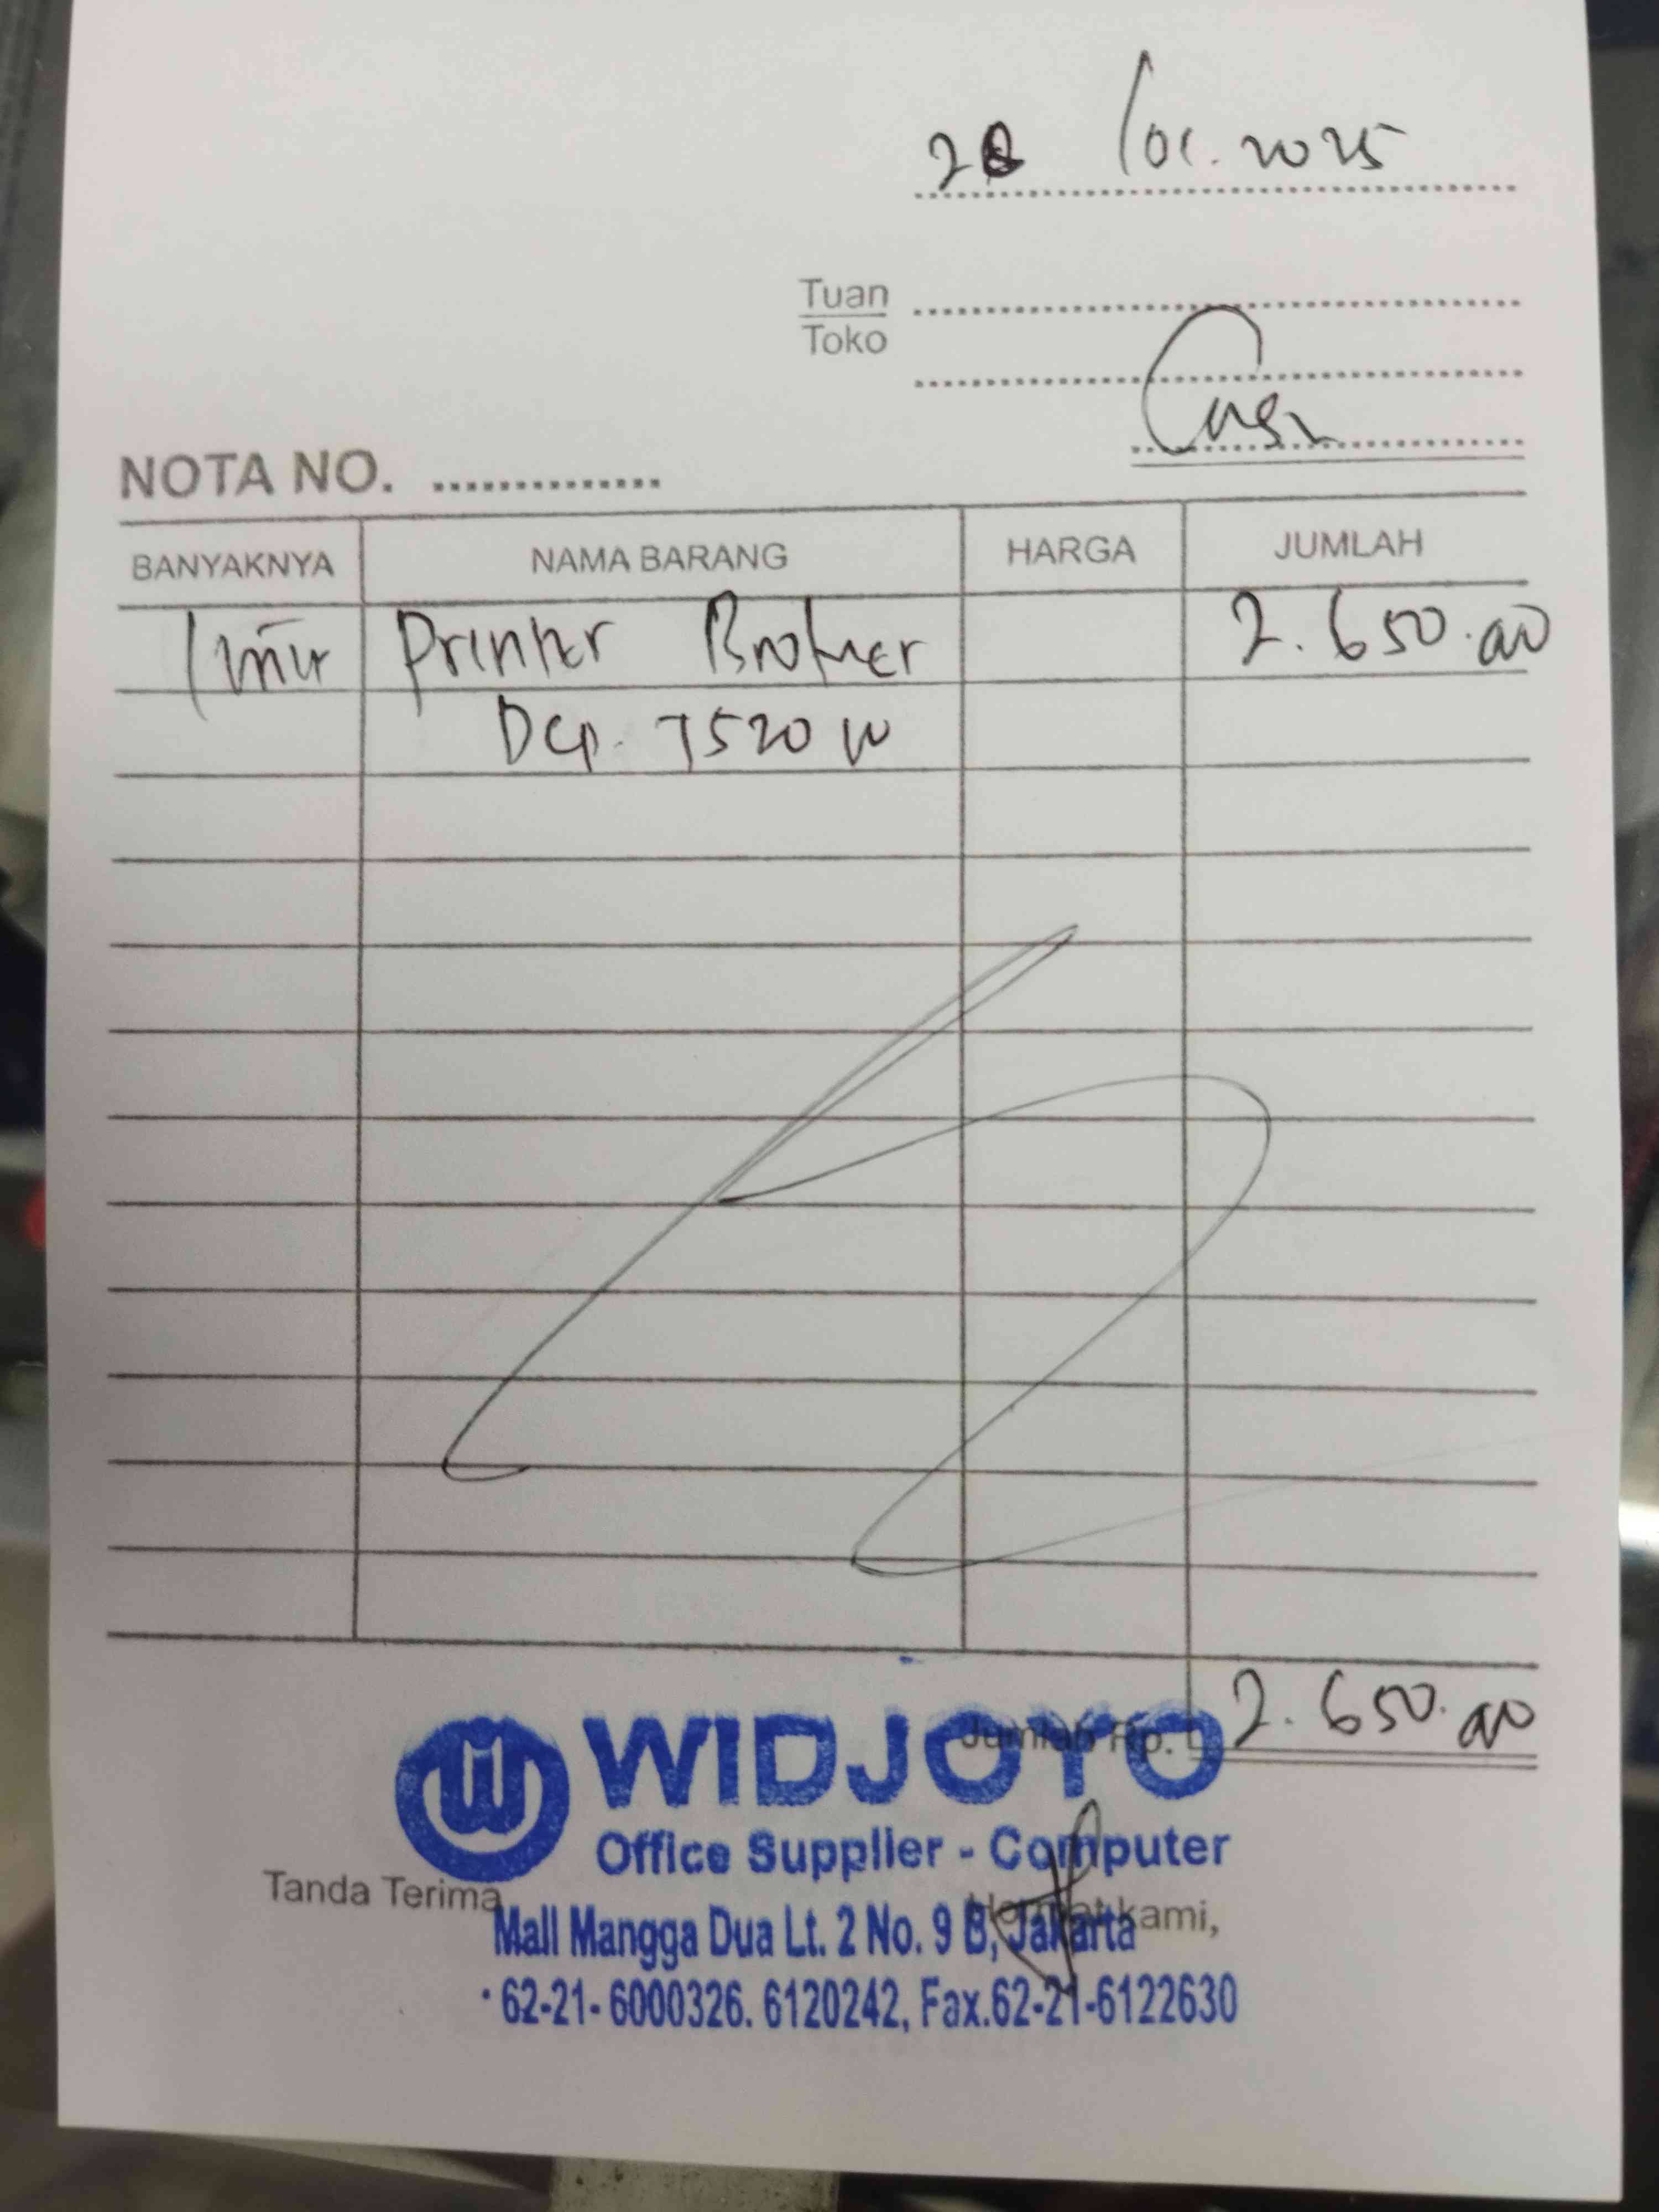 /01.2025
Tuan
Toko
Cash
NOTA NO. ..............
BANYAKNYA NAMA BARANG HARGA JUMLAH
1 unit Printer Brother 2.650.000
DCP. T520 W
Jumlah Rp. 2.650.000
WIDJOYO
Office Supplier - Computer
Tanda Terima Hormat kami,
Mall Mangga Dua Lt. 2 No. 9 B, Jakarta
62-21- 6000326. 6120242, Fax.62-21-6122630